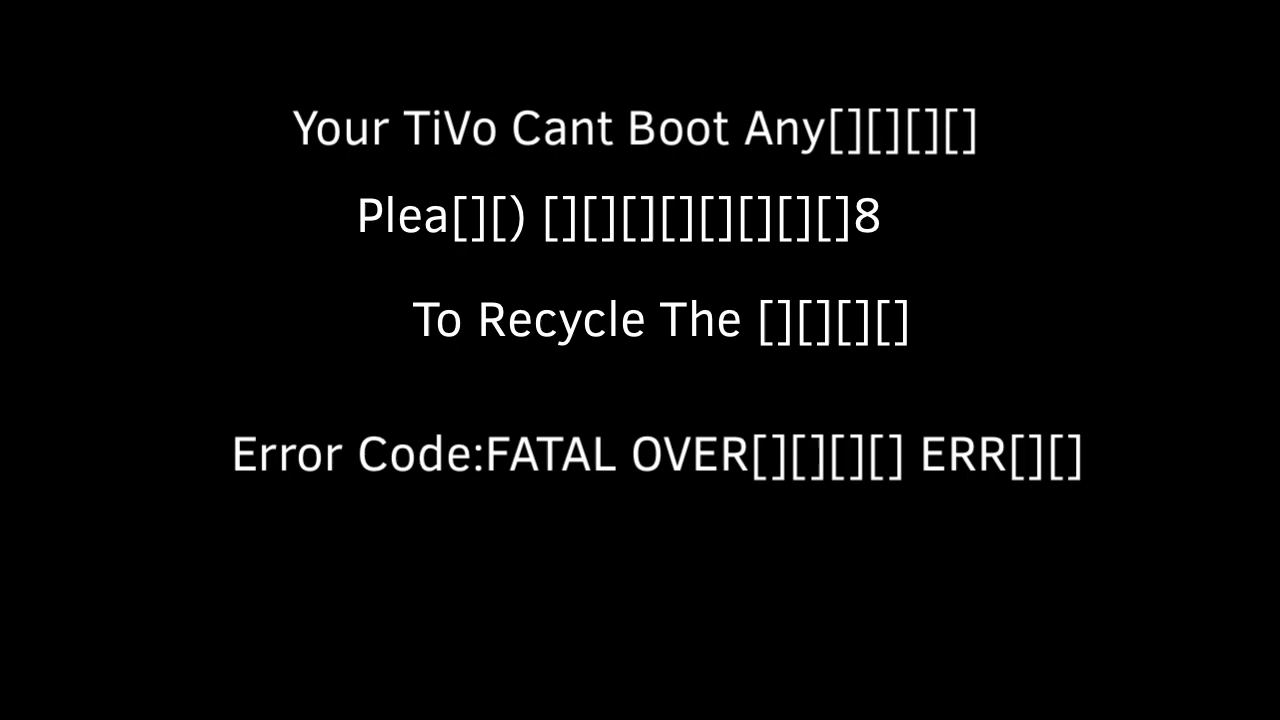 Your TiVo Cant Boot Any[][][][]
Plea[][) [][][][][][][][]8
To Recycle The [][][][]
Error Code:FATAL OVER[][][][] ERR[][]